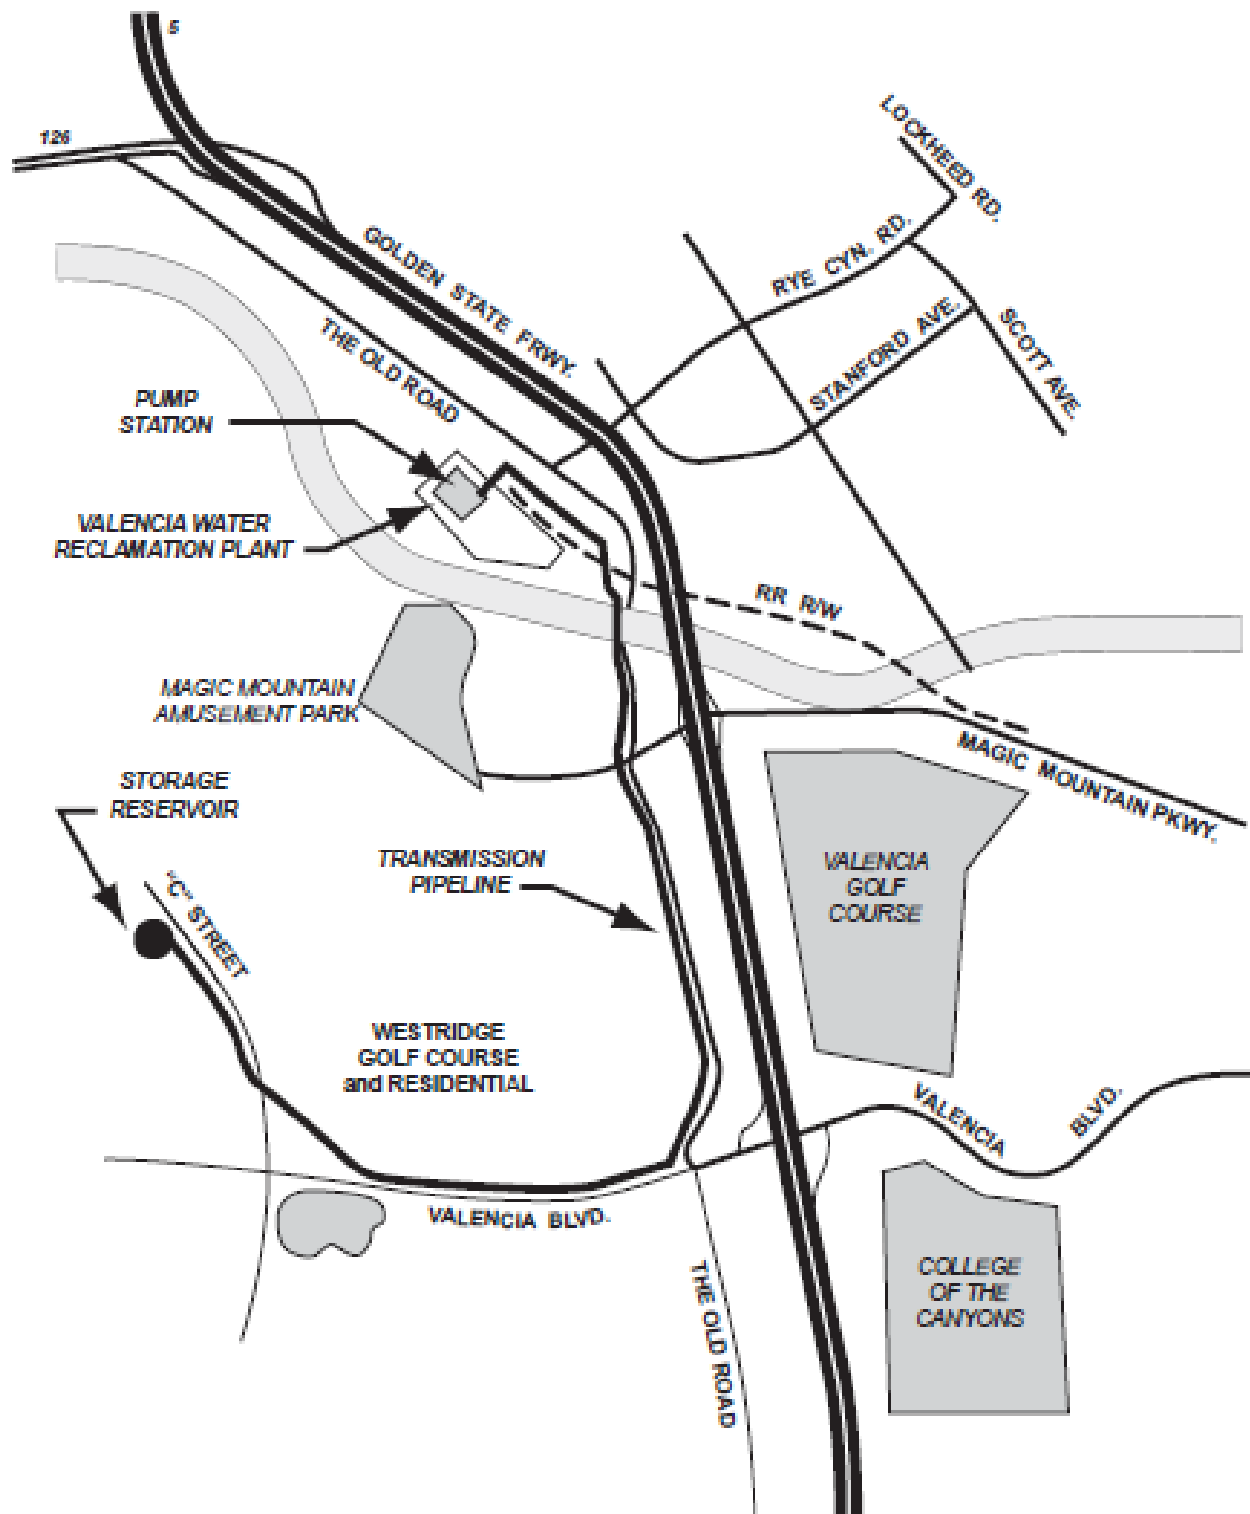 5
126
LOCKHEED RD.
GOLDEN STATE FRWY.
RYE CYN. RD.
THE OLD ROAD
STANFORD AVE.
SCOTT AVE.
PUMP
STATION
VALENCIA WATER
RECLAMATION PLANT
RR R/W
MAGIC MOUNTAIN
AMUSEMENT PARK
MAGIC MOUNTAIN PKWY.
STORAGE
RESERVOIR
TRANSMISSION
PIPELINE
VALENCIA
GOLF
COURSE
"C" STREET
WESTRIDGE
GOLF COURSE
and RESIDENTIAL
VALENCIA BLVD.
VALENCIA BLVD.
THE OLD ROAD
COLLEGE
OF THE
CANYONS